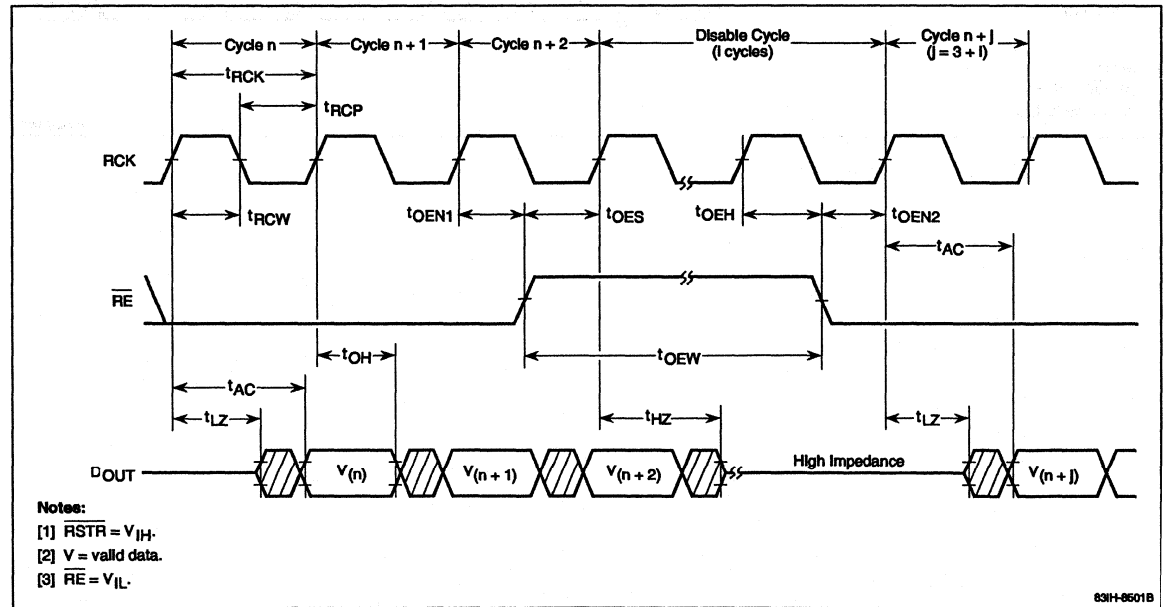 Cycle n
Cycle n + 1
Cycle n + 2
Disable Cycle
(I cycles)
Cycle n + j
(j = 3 + I)
tRCK
tRCP
RCK
tRCW
tOEN1
tOES
tOEH
tOEN2
tAC
RE
tOH
tOEW
tAC
tLZ
tHZ
tLZ
DOUT
V(n)
V(n + 1)
V(n + 2)
High Impedance
V(n + j)
Notes:
[1] RSTR = VIH.
[2] V = valid data.
[3] RE = VIL.
83IH-8501B